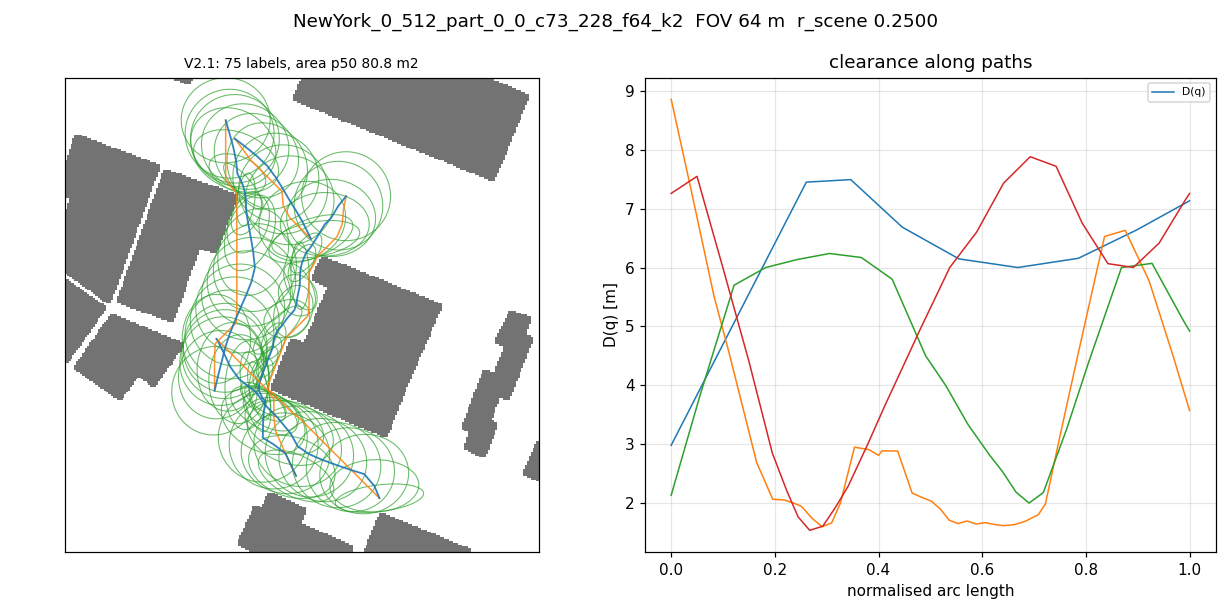 NewYork_0_512_part_0_0_c73_228_f64_k2 FOV 64 m r_scene 0.2500
V2.1: 75 labels, area p50 80.8 m2
clearance along paths
D(q)
D(q) [m]
9
8
7
6
5
4
3
2
0.0 0.2 0.4 0.6 0.8 1.0
normalised arc length